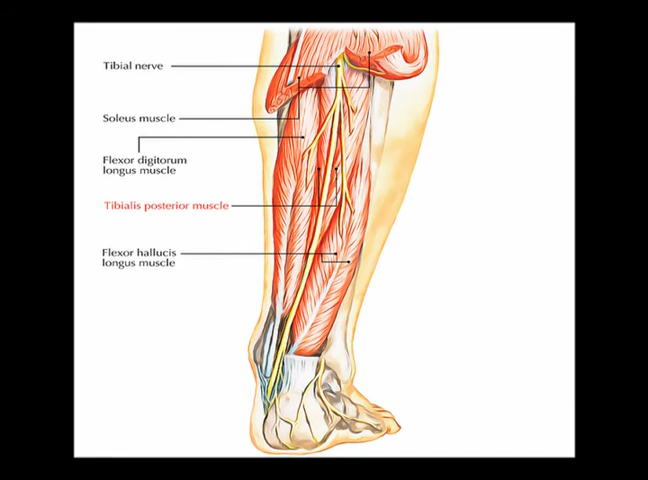 Tibial nerve
Soleus muscle
Flexor digitorum
longus muscle
Tibialis posterior muscle
Flexor hallucis
longus muscle